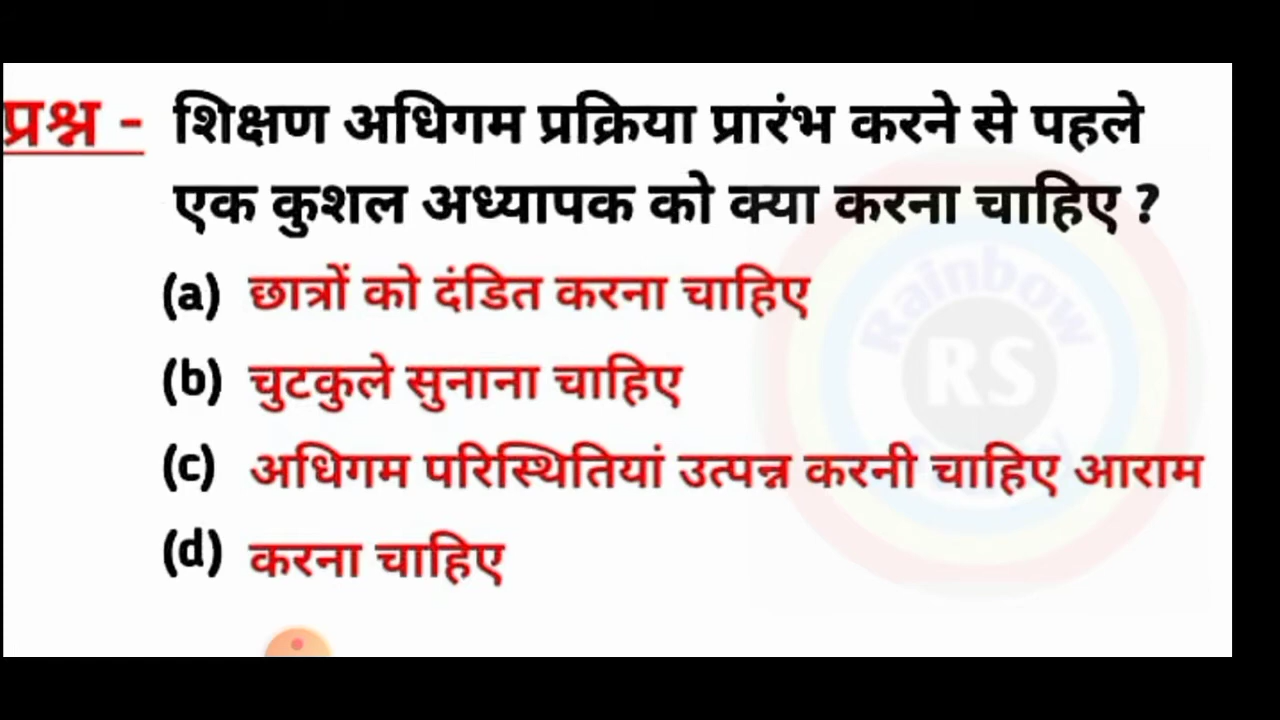 प्रश्न - शिक्षण अधिगम प्रक्रिया प्रारंभ करने से पहले
एक कुशल अध्यापक को क्या करना चाहिए ?
(a) छात्रों को दंडित करना चाहिए
(b) चुटकुले सुनाना चाहिए
(c) अधिगम परिस्थितियां उत्पन्न करनी चाहिए आराम
(d) करना चाहिए
Rainbow
RS